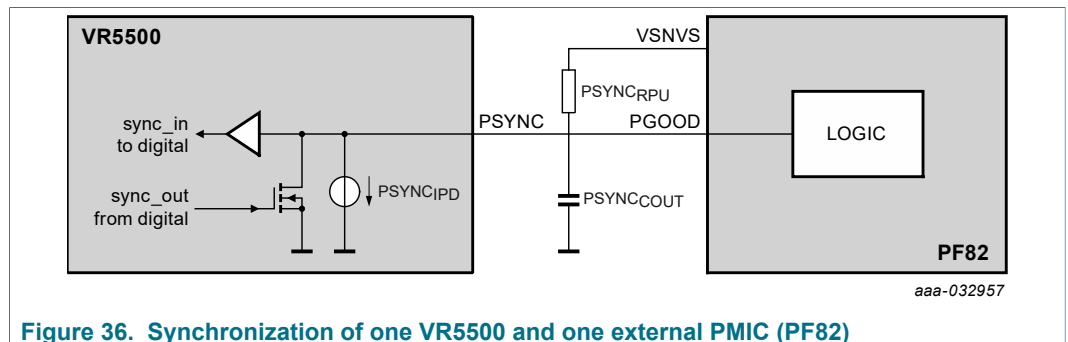 VR5500
VSNVS
PSYNCRPU
PSYNC
PGOOD
LOGIC
sync_in
to digital
PSYNCIPD
sync_out
from digital
PSYNCCOUT
PF82
aaa-032957
Figure 36. Synchronization of one VR5500 and one external PMIC (PF82)